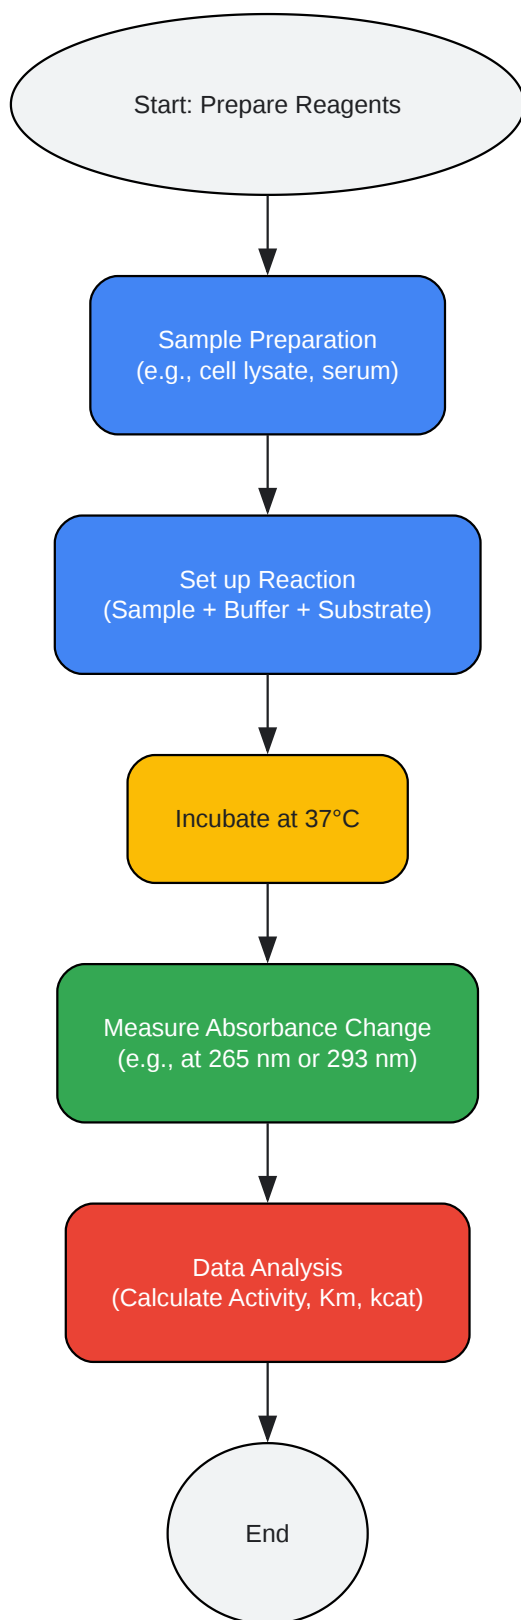 Start: Prepare Reagents
Sample Preparation
(e.g., cell lysate, serum)
Set up Reaction
(Sample + Buffer + Substrate)
Incubate at 37°C
Measure Absorbance Change
(e.g., at 265 nm or 293 nm)
Data Analysis
(Calculate Activity, Km, kcat)
End